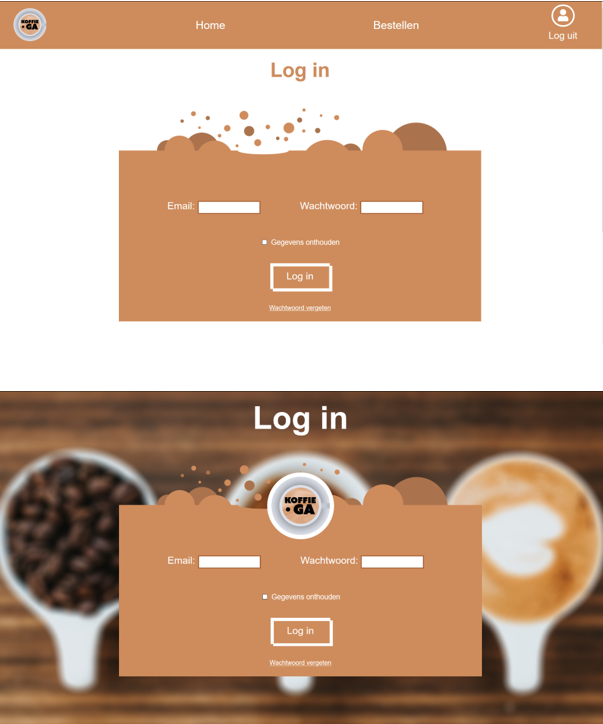 KOFFIE
GA
Home
Bestellen
Log uit
Log in
Email:
Wachtwoord:
Gegevens onthouden
Log in
Wachtwoord vergeten
Log in
KOFFIE
GA
Email:
Wachtwoord:
Gegevens onthouden
Log in
Wachtwoord vergeten